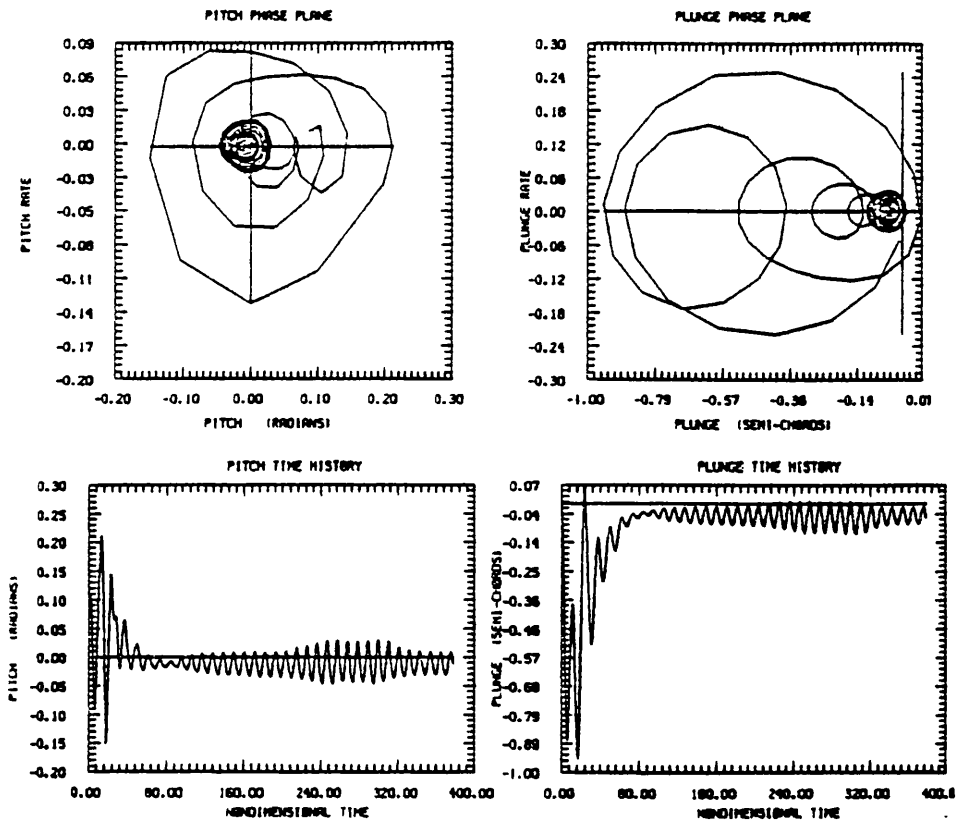 PITCH PHASE PLANE
0.09
0.06
0.03
0.00
-0.03
-0.05
-0.08
-0.11
-0.14
-0.17
-0.20
PITCH RATE
-0.20 -0.10 0.00 0.10 0.20 0.30
PITCH (RADIANS)
PLUNGE PHASE PLANE
0.30
0.24
0.18
0.12
0.06
0.00
-0.06
-0.12
-0.18
-0.24
-0.30
PLUNGE RATE
-1.00 -0.79 -0.57 -0.36 -0.14 0.01
PLUNGE (SEMI-CHORDS)
PITCH TIME HISTORY
0.30
0.25
0.20
0.15
0.10
0.05
0.00
-0.05
-0.10
-0.15
-0.20
PITCH (RADIANS)
0.00 80.00 160.00 240.00 320.00 400.00
NONDIMENSIONAL TIME
PLUNGE TIME HISTORY
0.07
-0.04
-0.14
-0.25
-0.36
-0.46
-0.57
-0.68
-0.79
-0.89
-1.00
PLUNGE (SEMI-CHORDS)
0.00 80.00 160.00 240.00 320.00 400.0
NONDIMENSIONAL TIME